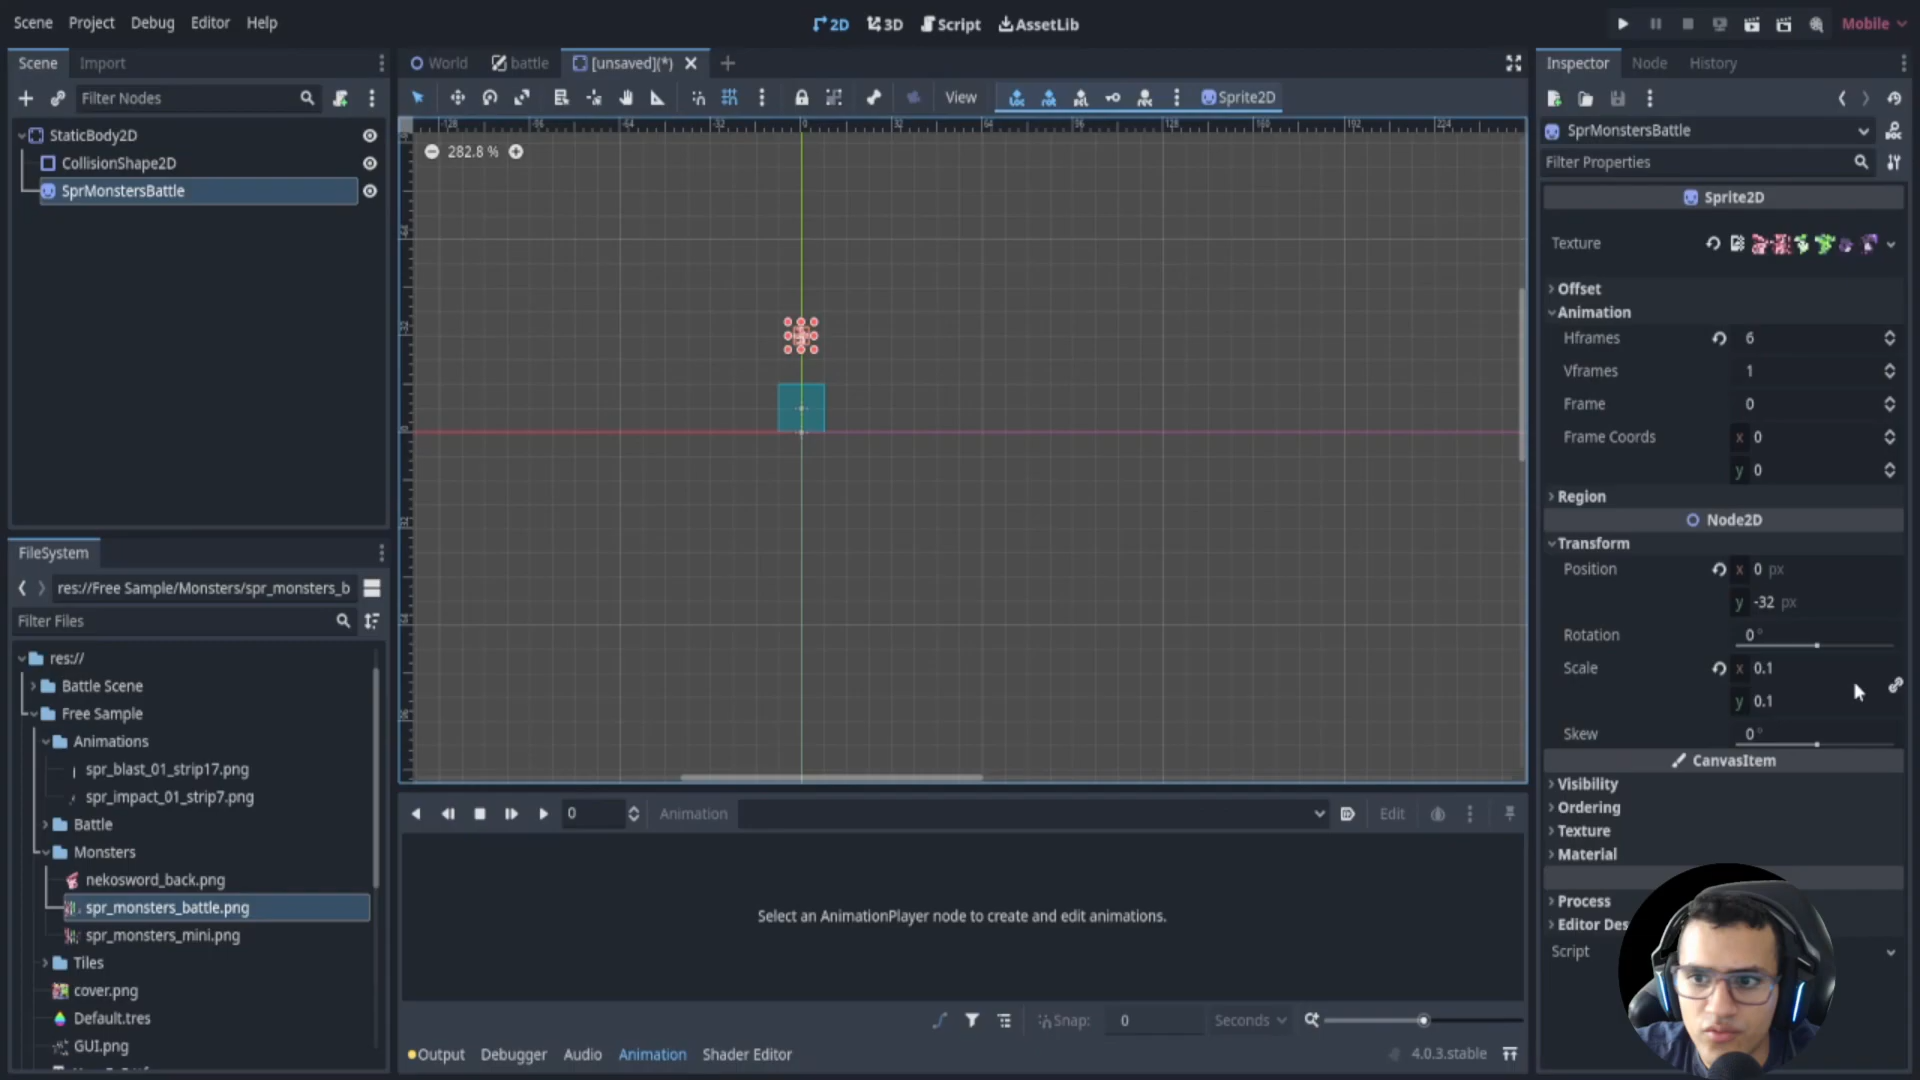 Scene Project Debug Editor Help
2D 3D Script AssetLib
Mobile
Scene Import
World battle [unsaved](*)
Inspector Node History
Filter Nodes
View Sprite2D
StaticBody2D
CollisionShape2D
SprMonstersBattle
282.8 %
SprMonstersBattle
Filter Properties
Sprite2D
Texture
Offset
Animation
Hframes 6
Vframes 1
Frame 0
Frame Coords x 0
y 0
Region
Node2D
Transform
Position x 0 px
y -32 px
Rotation 0 °
Scale x 0.1
y 0.1
Skew 0 °
CanvasItem
Visibility
Ordering
Texture
Material
Process
Editor Des
Script
FileSystem
res://Free Sample/Monsters/spr_monsters_b
Filter Files
res://
Battle Scene
Free Sample
Animations
spr_blast_01_strip17.png
spr_impact_01_strip7.png
Battle
Monsters
nekosword_back.png
spr_monsters_battle.png
spr_monsters_mini.png
Tiles
cover.png
Default.tres
GUI.png
0 Animation Edit
Select an AnimationPlayer node to create and edit animations.
Snap: 0 Seconds
Output Debugger Audio Animation Shader Editor
4.0.3.stable